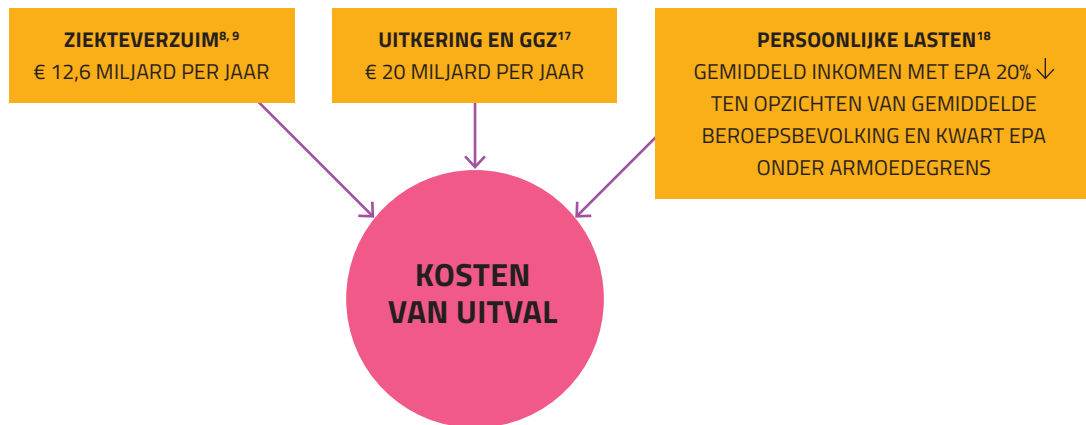 ZIEKTEVERZUIM⁸, ⁹
€ 12,6 MILJARD PER JAAR
UITKERING EN GGZ¹⁷
€ 20 MILJARD PER JAAR
PERSOONLIJKE LASTEN¹⁸
GEMIDDELD INKOMEN MET EPA 20% ↓
TEN OPZICHTEN VAN GEMIDDELDE
BEROEPSBEVOLKING EN KWART EPA
ONDER ARMOEDEGRENS
KOSTEN
VAN UITVAL